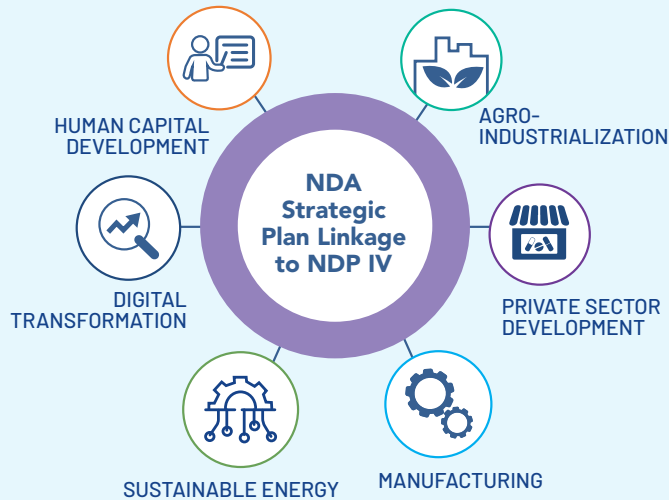 HUMAN CAPITAL
DEVELOPMENT
AGRO-
INDUSTRIALIZATION
NDA
Strategic
Plan Linkage
to NDP IV
DIGITAL
TRANSFORMATION
PRIVATE SECTOR
DEVELOPMENT
SUSTAINABLE ENERGY
MANUFACTURING